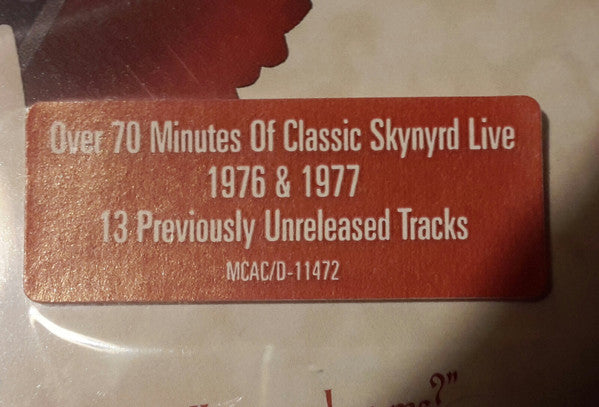 Over 70 Minutes Of Classic Skynyrd Live
1976 & 1977
13 Previously Unreleased Tracks
MCAC/D-11472